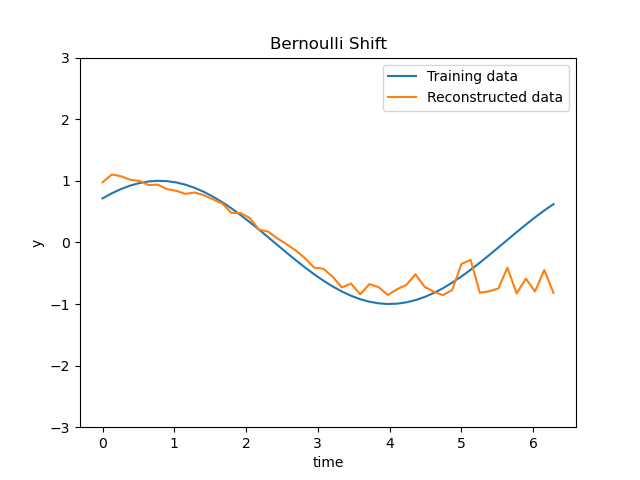 Bernoulli Shift
Training data
Reconstructed data
3
2
1
0
−1
−2
−3
y
0
1
2
3
4
5
6
time